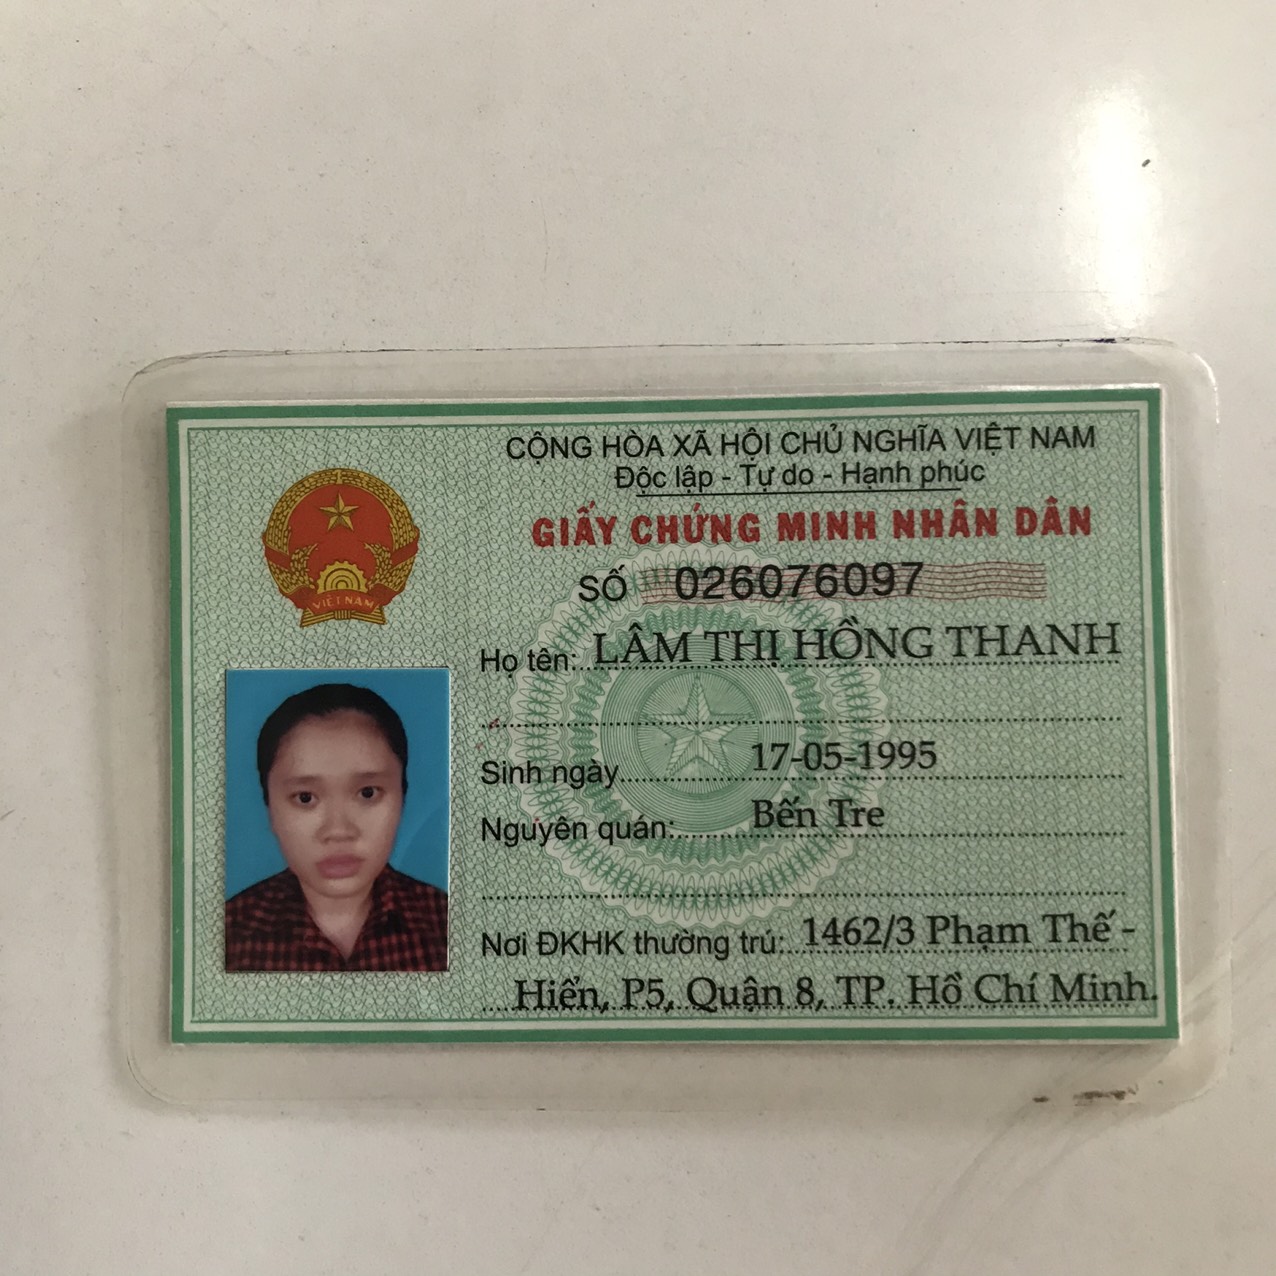 CỘNG HÒA XÃ HỘI CHỦ NGHĨA VIỆT NAM
Độc lập - Tự do - Hạnh phúc
GIẤY CHỨNG MINH NHÂN DÂN
SỐ 026076097
VIỆT NAM
Họ tên: LÂM THỊ HỒNG THANH
Sinh ngày 17-05-1995
Nguyên quán: Bến Tre
Nơi ĐKHK thường trú: 1462/3 Phạm Thế -
Hiển, P5, Quận 8, TP. Hồ Chí Minh.